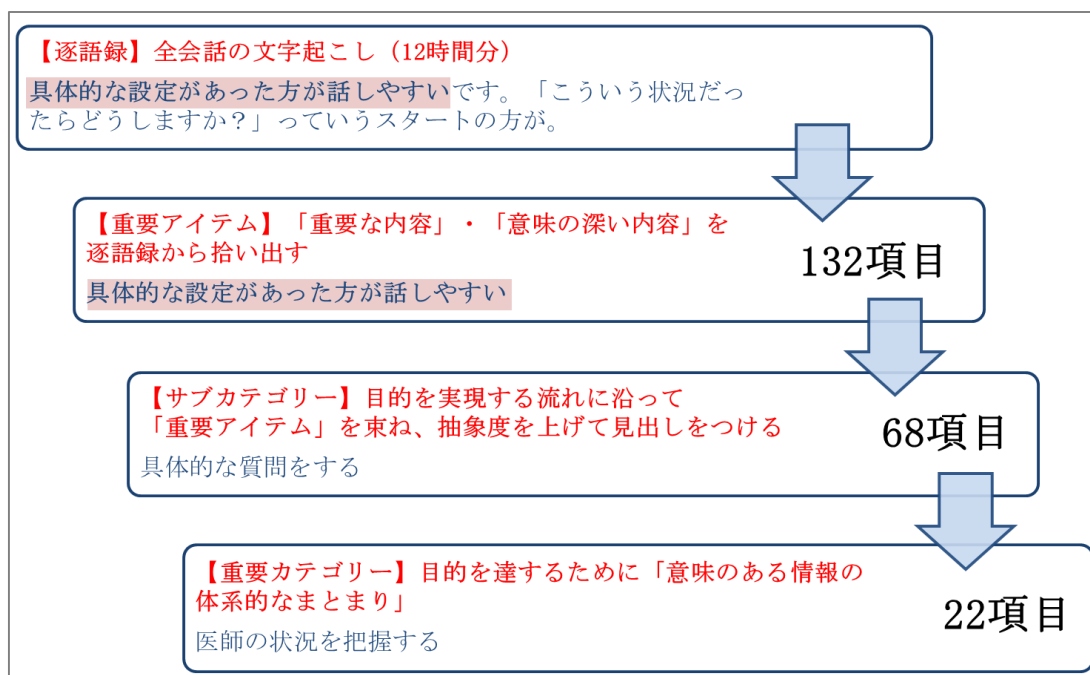 【逐語録】全会話の文字起こし（12時間分）
具体的な設定があった方が話しやすいです。「こういう状況だっ
たらどうしますか？」っていうスタートの方が。
【重要アイテム】「重要な内容」・「意味の深い内容」を
逐語録から拾い出す
132項目
具体的な設定があった方が話しやすい
【サブカテゴリー】目的を実現する流れに沿って
「重要アイテム」を束ね、抽象度を上げて見出しをつける
68項目
具体的な質問をする
【重要カテゴリー】目的を達するために「意味のある情報の
体系的なまとまり」
22項目
医師の状況を把握する